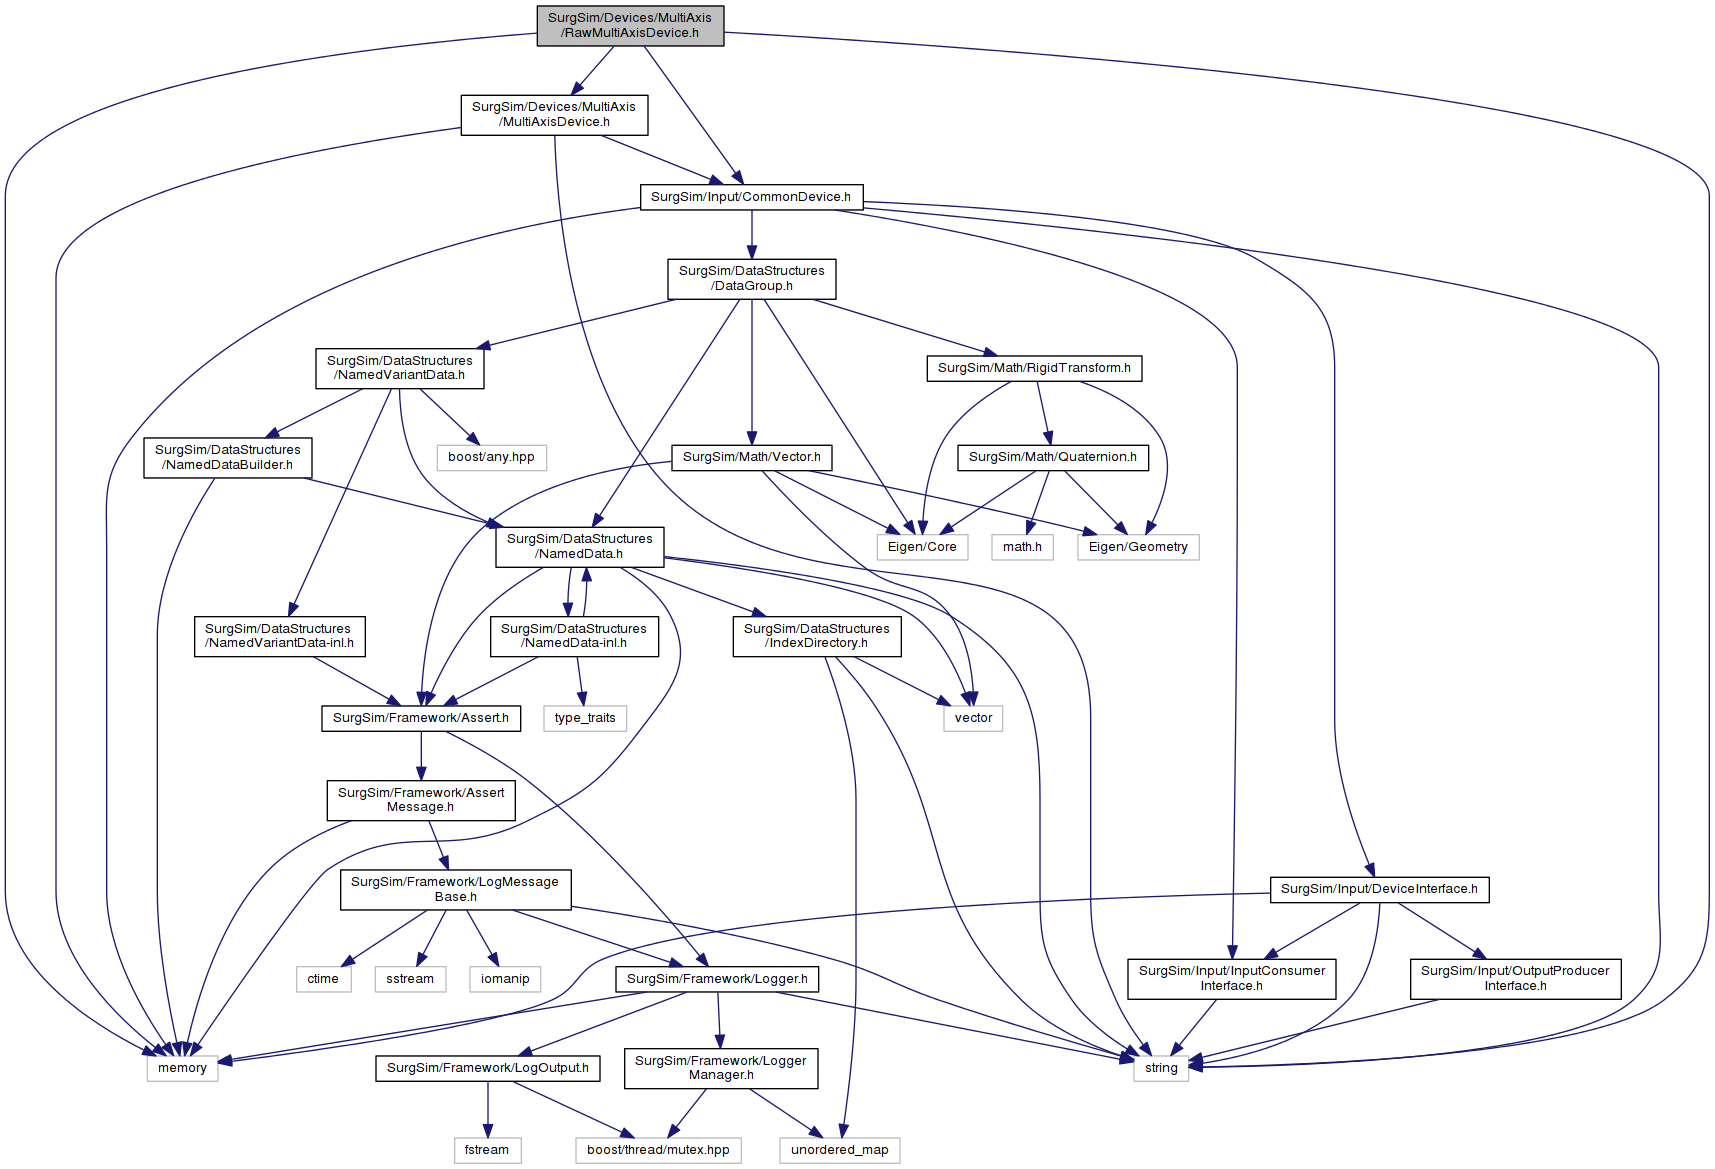 SurgSim/Devices/MultiAxis
/RawMultiAxisDevice.h
SurgSim/Devices/MultiAxis
/MultiAxisDevice.h
SurgSim/Input/CommonDevice.h
SurgSim/DataStructures
/DataGroup.h
SurgSim/DataStructures
/NamedVariantData.h
SurgSim/Math/RigidTransform.h
SurgSim/DataStructures
/NamedDataBuilder.h
boost/any.hpp
SurgSim/Math/Vector.h
SurgSim/Math/Quaternion.h
SurgSim/DataStructures
/NamedData.h
Eigen/Core
math.h
Eigen/Geometry
SurgSim/DataStructures
/NamedVariantData-inl.h
SurgSim/DataStructures
/NamedData-inl.h
SurgSim/DataStructures
/IndexDirectory.h
SurgSim/Framework/Assert.h
type_traits
vector
SurgSim/Framework/Assert
Message.h
SurgSim/Framework/LogMessage
Base.h
SurgSim/Input/DeviceInterface.h
ctime
sstream
iomanip
SurgSim/Framework/Logger.h
SurgSim/Input/InputConsumer
Interface.h
SurgSim/Input/OutputProducer
Interface.h
memory
SurgSim/Framework/LogOutput.h
SurgSim/Framework/Logger
Manager.h
string
fstream
boost/thread/mutex.hpp
unordered_map